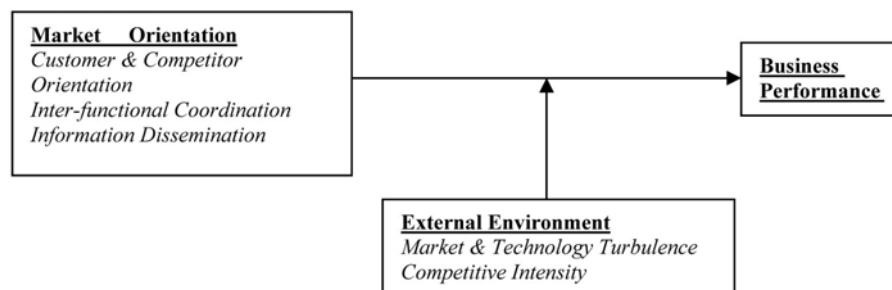 Market Orientation
Customer & Competitor
Orientation
Inter-functional Coordination
Information Dissemination
Business
Performance
External Environment
Market & Technology Turbulence
Competitive Intensity